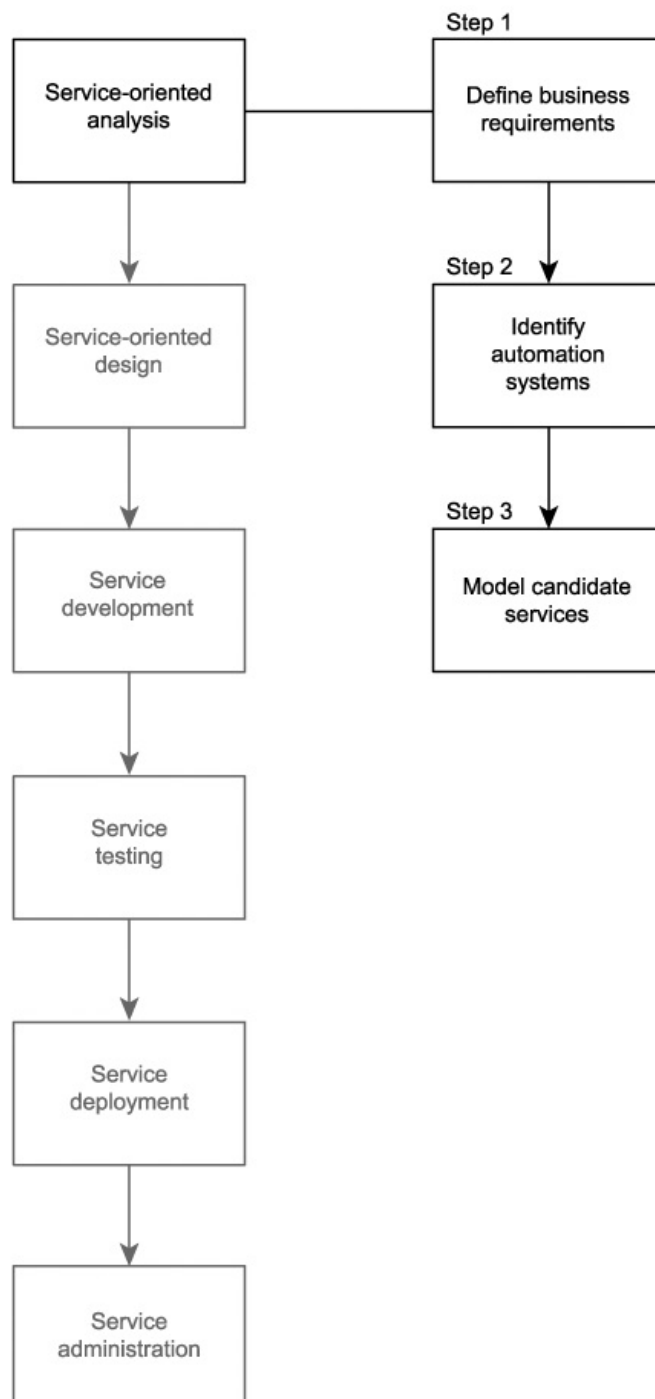 Service-oriented
analysis
Service-oriented
design
Service
development
Service
testing
Service
deployment
Service
administration
Step 1
Define business
requirements
Step 2
Identify
automation
systems
Step 3
Model candidate
services